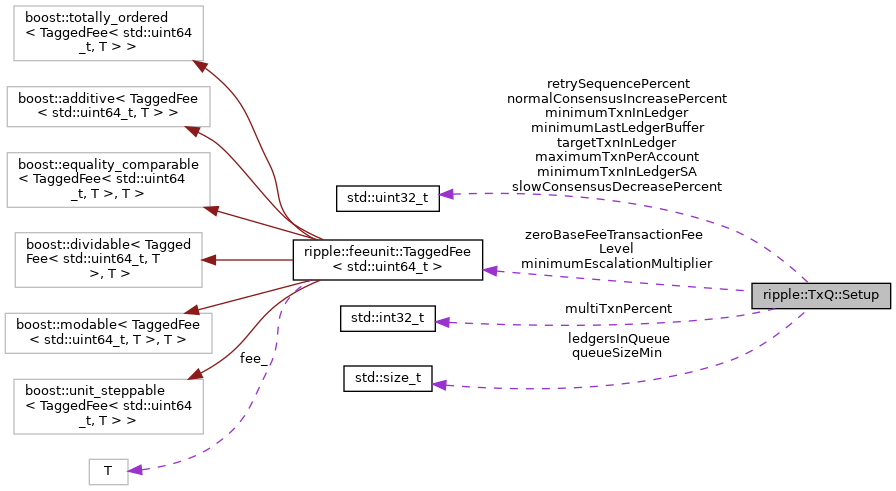 boost::totally_ordered
< TaggedFee< std::uint64
_t, T > >
boost::additive< TaggedFee
< std::uint64_t, T > >
boost::equality_comparable
< TaggedFee< std::uint64
_t, T >, T >
boost::dividable< Tagged
Fee< std::uint64_t, T
>, T >
boost::modable< TaggedFee
< std::uint64_t, T >, T >
boost::unit_steppable
< TaggedFee< std::uint64
_t, T > >
T
fee_
ripple::feeunit::TaggedFee
< std::uint64_t >
std::uint32_t
std::int32_t
std::size_t
retrySequencePercent
normalConsensusIncreasePercent
minimumTxnInLedger
minimumLastLedgerBuffer
targetTxnInLedger
maximumTxnPerAccount
minimumTxnInLedgerSA
slowConsensusDecreasePercent
zeroBaseFeeTransactionFee
Level
minimumEscalationMultiplier
multiTxnPercent
ledgersInQueue
queueSizeMin
ripple::TxQ::Setup